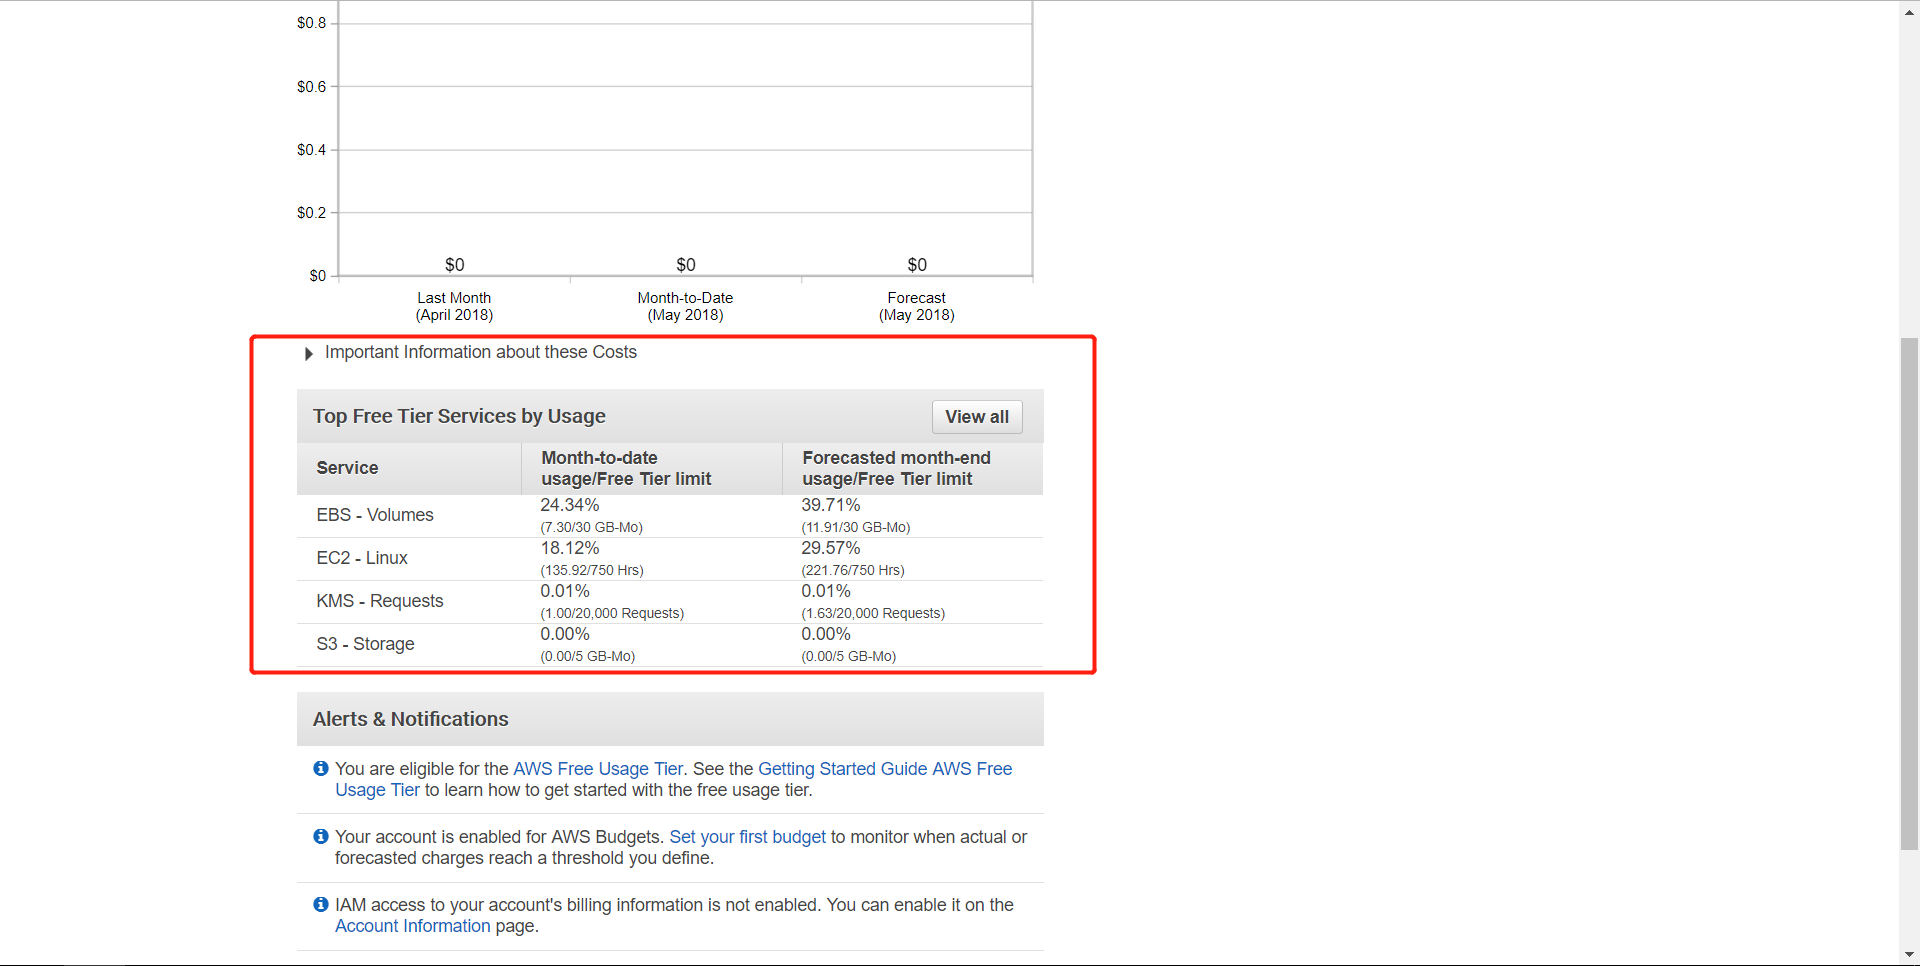 $0.8
$0.6
$0.4
$0.2
$0
$0 $0 $0
Last Month Month-to-Date Forecast
(April 2018) (May 2018) (May 2018)
Important Information about these Costs
Top Free Tier Services by Usage View all
Service Month-to-date usage/Free Tier limit Forecasted month-end usage/Free Tier limit
EBS - Volumes 24.34% (7.30/30 GB-Mo) 39.71% (11.91/30 GB-Mo)
EC2 - Linux 18.12% (135.92/750 Hrs) 29.57% (221.76/750 Hrs)
KMS - Requests 0.01% (1.00/20,000 Requests) 0.01% (1.63/20,000 Requests)
S3 - Storage 0.00% (0.00/5 GB-Mo) 0.00% (0.00/5 GB-Mo)
Alerts & Notifications
You are eligible for the AWS Free Usage Tier. See the Getting Started Guide AWS Free
Usage Tier to learn how to get started with the free usage tier.
Your account is enabled for AWS Budgets. Set your first budget to monitor when actual or
forecasted charges reach a threshold you define.
IAM access to your account's billing information is not enabled. You can enable it on the
Account Information page.